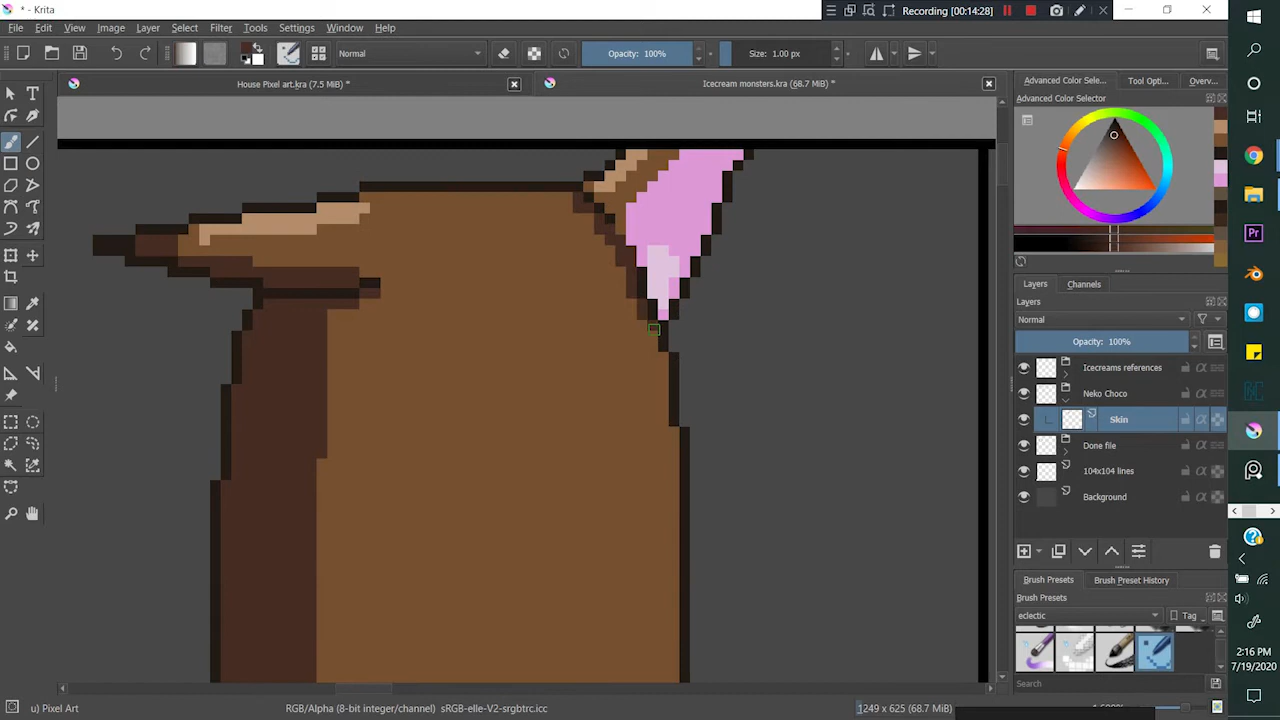 * - Krita
Recording [00:14:28]
File Edit View Image Layer Select Filter Tools Settings Window Help
Normal
Opacity: 100%
Size: 1.00 px
House Pixel art.kra (7.5 MiB) *
Icecream monsters.kra (68.7 MiB) *
Advanced Color Sele...
Tool Opti...
Overv...
Advanced Color Selector
Layers
Channels
Layers
Normal
Opacity: 100%
Icecreams references
Neko Choco
Skin
Done file
104x104 lines
Background
Brush Presets
Brush Preset History
Brush Presets
eclectic
Tag
Search
u) Pixel Art
RGB/Alpha (8-bit integer/channel) sRGB-elle-V2-srgbtrc.icc
1249 x 625 (68.7 MiB)
Pr
2:16 PM
7/19/2020